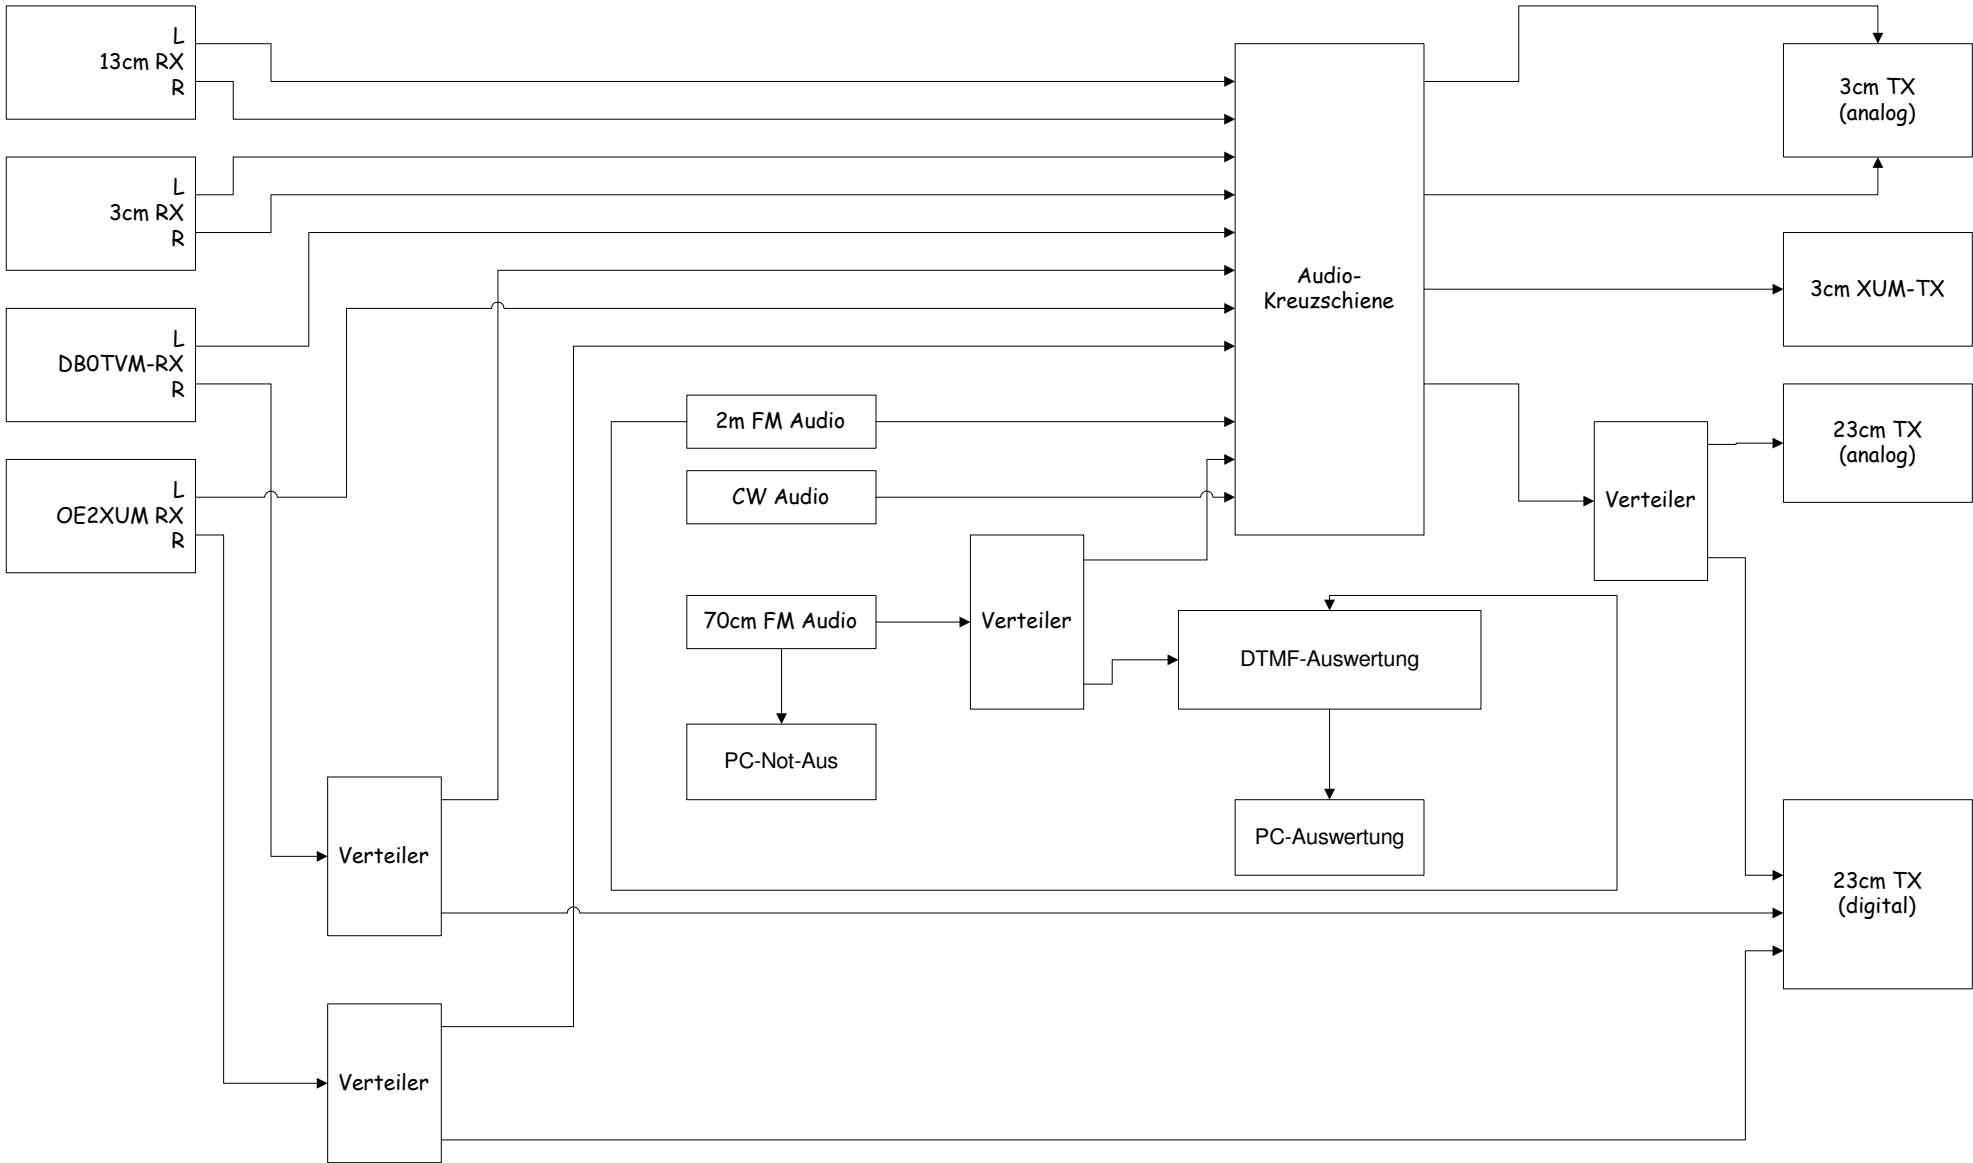 L
13cm RX
R
L
3cm RX
R
L
DB0TVM-RX
R
L
OE2XUM RX
R
2m FM Audio
CW Audio
70cm FM Audio
PC-Not-Aus
Verteiler
Verteiler
Verteiler
Audio-
Kreuzschiene
DTMF-Auswertung
PC-Auswertung
Verteiler
3cm TX
(analog)
3cm XUM-TX
23cm TX
(analog)
23cm TX
(digital)